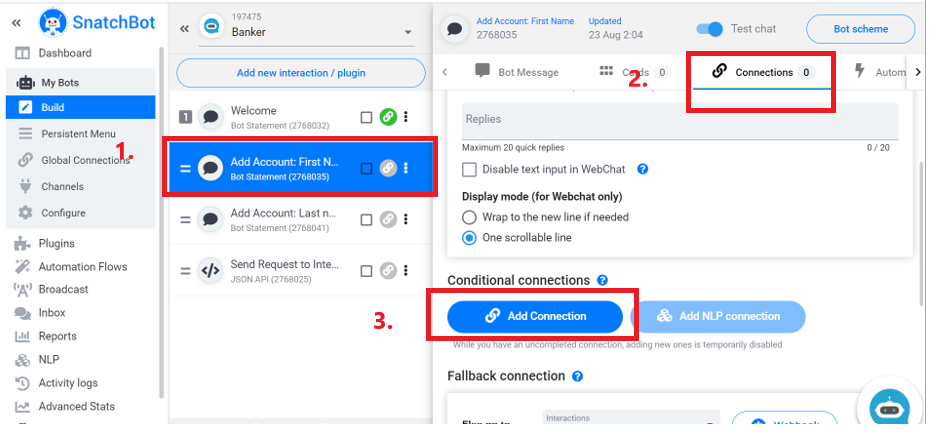 SnatchBot
Dashboard
My Bots
Build
Persistent Menu
Global Connections
1.
Channels
Configure
Plugins
Automation Flows
Broadcast
Inbox
Reports
NLP
Activity logs
Advanced Stats
197475
Banker
Add new interaction / plugin
1
Welcome
Bot Statement (2768032)
Add Account: First N...
Bot Statement (2768035)
Add Account: Last n...
Bot Statement (2768041)
Send Request to Inte...
JSON API (2768025)
Add Account: First Name
2768035
Updated
23 Aug 2:04
Test chat
Bot scheme
Bot Message
Cards 0
2.
Connections 0
Autom
Replies
Maximum 20 quick replies 0 / 20
Disable text input in WebChat ?
Display mode (for Webchat only)
Wrap to the new line if needed
One scrollable line
Conditional connections ?
3.
Add Connection
Add NLP connection
While you have an uncompleted connection, adding new ones is temporarily disabled
Fallback connection ?
Interactions